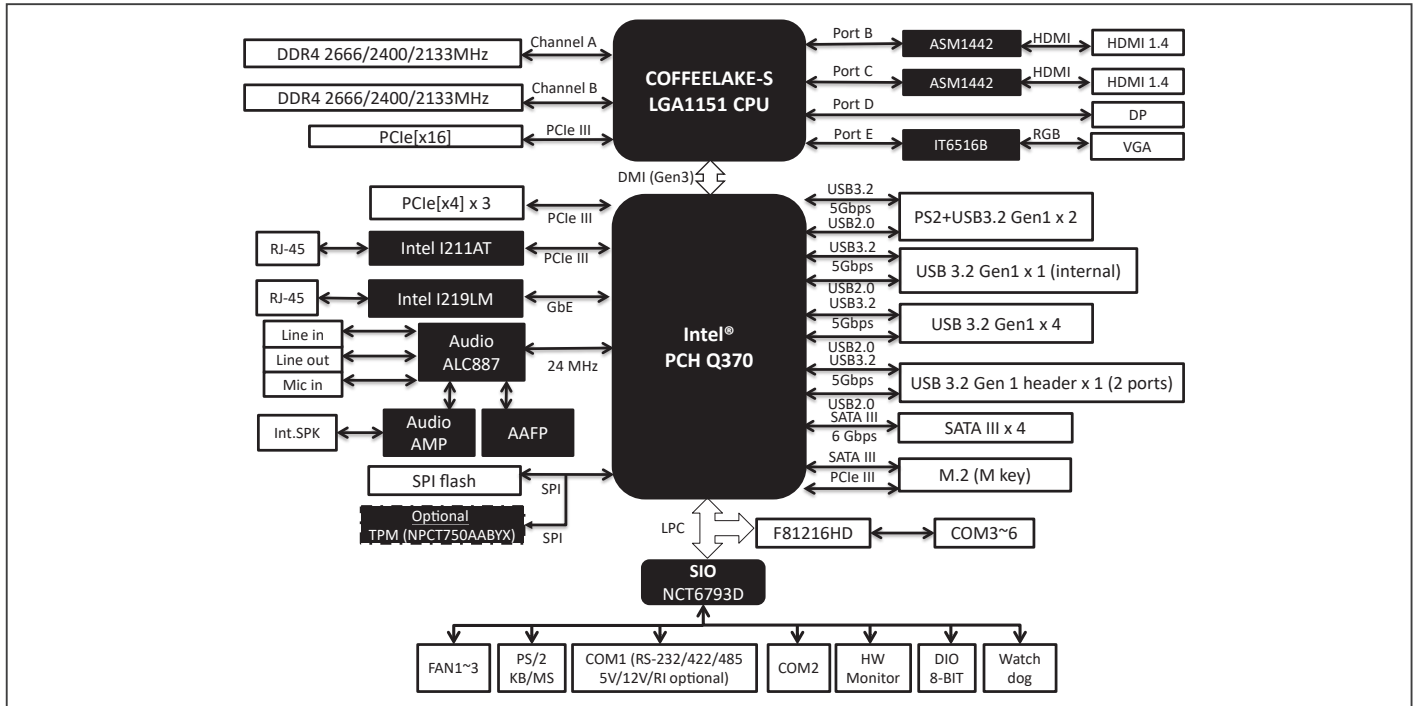 DDR4 2666/2400/2133MHz
Channel A
DDR4 2666/2400/2133MHz
Channel B
PCIe[x16]
PCIe III
COFFEELAKE-S
LGA1151 CPU
Port B
ASM1442
HDMI
HDMI 1.4
Port C
ASM1442
HDMI
HDMI 1.4
Port D
DP
Port E
IT6516B
RGB
VGA
DMI (Gen3)
PCIe[x4] x 3
PCIe III
RJ-45
Intel I211AT
PCIe III
RJ-45
Intel I219LM
GbE
Line in
Line out
Mic in
Audio
ALC887
24 MHz
Int.SPK
Audio
AMP
AAFP
SPI flash
SPI
Optional
TPM (NPCT750AABYX)
SPI
Intel®
PCH Q370
USB3.2
5Gbps
USB2.0
PS2+USB3.2 Gen1 x 2
USB3.2
5Gbps
USB2.0
USB 3.2 Gen1 x 1 (internal)
USB3.2
5Gbps
USB2.0
USB 3.2 Gen1 x 4
USB3.2
5Gbps
USB2.0
USB 3.2 Gen 1 header x 1 (2 ports)
SATA III
6 Gbps
SATA III x 4
SATA III
PCIe III
M.2 (M key)
LPC
F81216HD
COM3~6
SIO
NCT6793D
FAN1~3
PS/2
KB/MS
COM1 (RS-232/422/485
5V/12V/RI optional)
COM2
HW
Monitor
DIO
8-BIT
Watch
dog